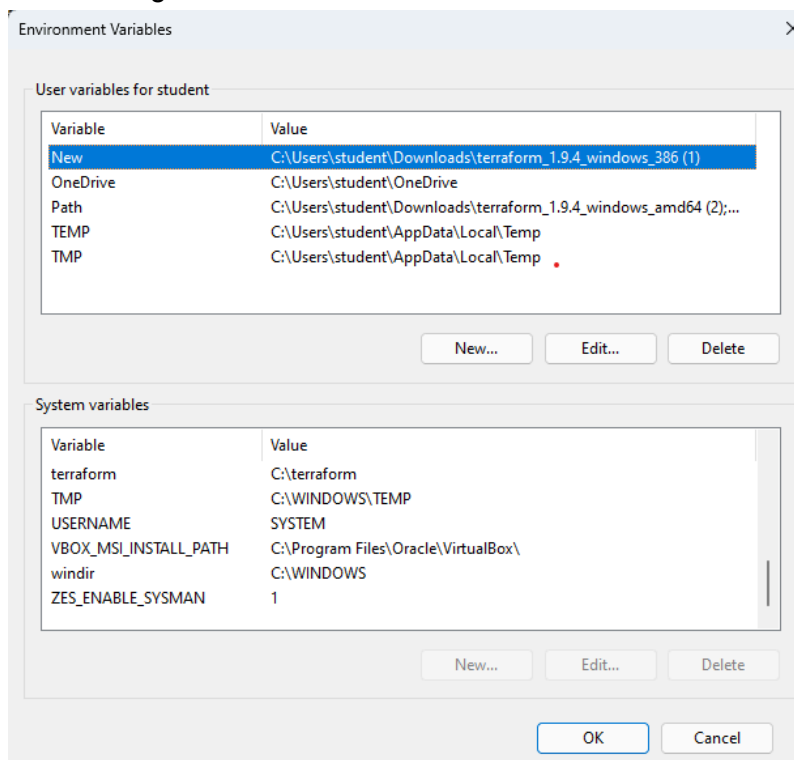 Environment Variables
User variables for student
Variable Value
New C:\Users\student\Downloads\terraform_1.9.4_windows_386 (1)
OneDrive C:\Users\student\OneDrive
Path C:\Users\student\Downloads\terraform_1.9.4_windows_amd64 (2);...
TEMP C:\Users\student\AppData\Local\Temp
TMP C:\Users\student\AppData\Local\Temp
New... Edit... Delete
System variables
Variable Value
terraform C:\terraform
TMP C:\WINDOWS\TEMP
USERNAME SYSTEM
VBOX_MSI_INSTALL_PATH C:\Program Files\Oracle\VirtualBox\
windir C:\WINDOWS
ZES_ENABLE_SYSMAN 1
New... Edit... Delete
OK Cancel